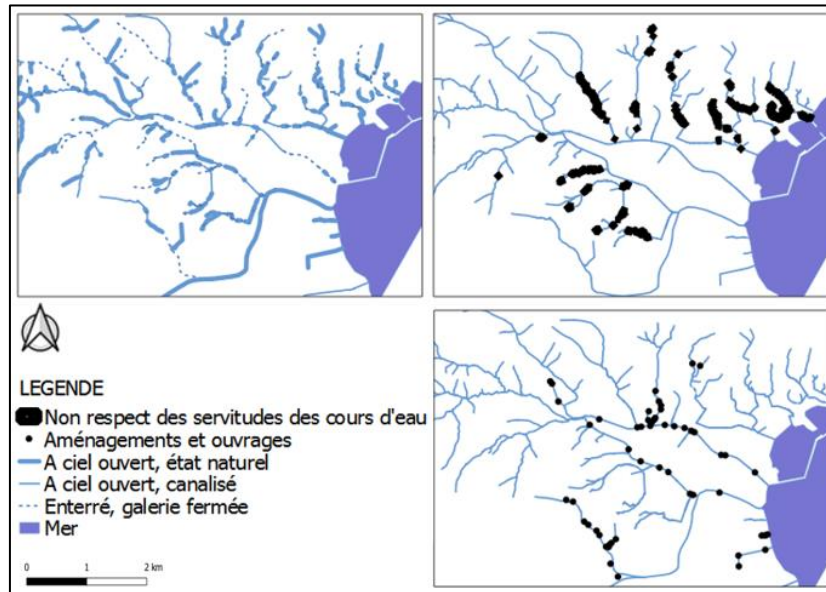 LEGENDE
Non respect des servitudes des cours d'eau
Aménagements et ouvrages
A ciel ouvert, état naturel
A ciel ouvert, canalisé
Enterré, galerie fermée
Mer
0 1 2 km